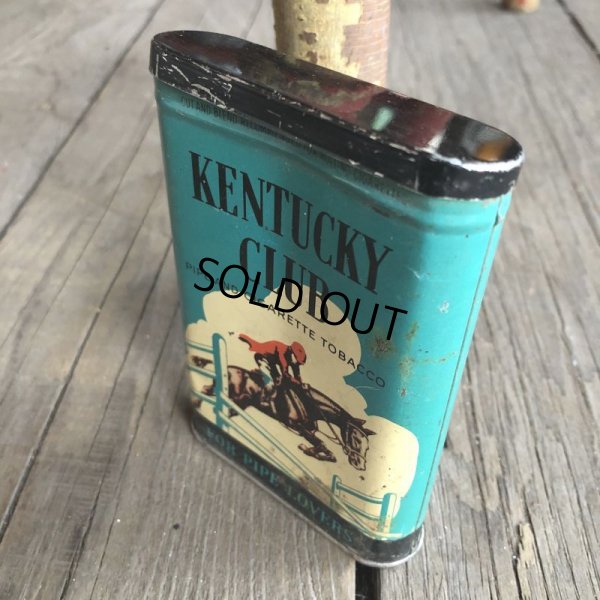 KENTUCKY
CLUB
PIPE AND CIGARETTE TOBACCO
SOLD OUT
FOR PIPE LOVERS